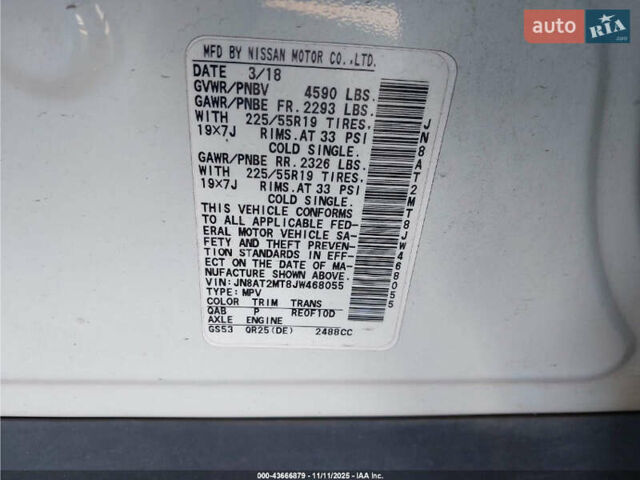 auto RIA
.com
MFD BY NISSAN MOTOR CO.,LTD.
DATE 3/18
GVWR/PNBV 4590 LBS.
GAWR/PNBE FR. 2293 LBS.
WITH 225/55R19 TIRES.
19X7J RIMS.AT 33 PSI
COLD SINGLE.
GAWR/PNBE RR. 2326 LBS.
WITH 225/55R19 TIRES.
19X7J RIMS.AT 33 PSI
COLD SINGLE.
THIS VEHICLE CONFORMS
TO ALL APPLICABLE FED-
ERAL MOTOR VEHICLE SA-
FETY AND THEFT PREVEN-
TION STANDARDS IN EFF-
ECT ON THE DATE OF MA-
NUFACTURE SHOWN ABOVE.
VIN: JN8AT2MT8JW468055
TYPE: MPV
COLOR TRIM TRANS
QAB P RE0F10D
AXLE ENGINE
GS53 QR25(DE) 2488CC
JN8AT2MT8JW468055
000-43666879 - 11/11/2025 - IAA Corp.